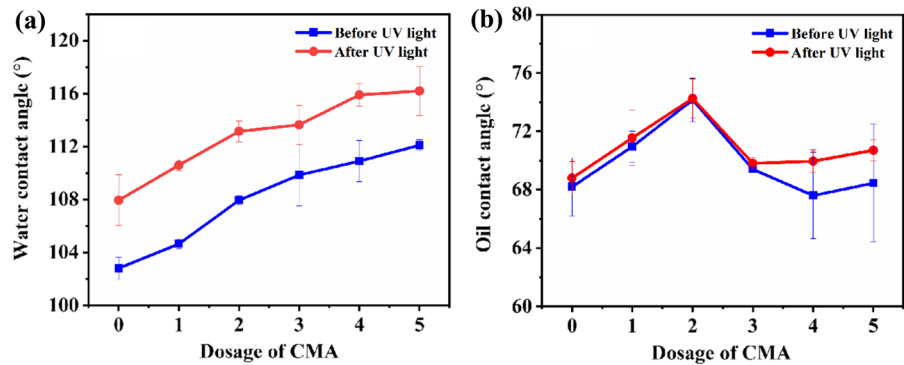 (a)
120
116
112
108
104
100
Water contact angle (°)
Before UV light
After UV light
0 1 2 3 4 5
Dosage of CMA
(b)
80
76
72
68
64
60
Oil contact angle (°)
Before UV light
After UV light
0 1 2 3 4 5
Dosage of CMA